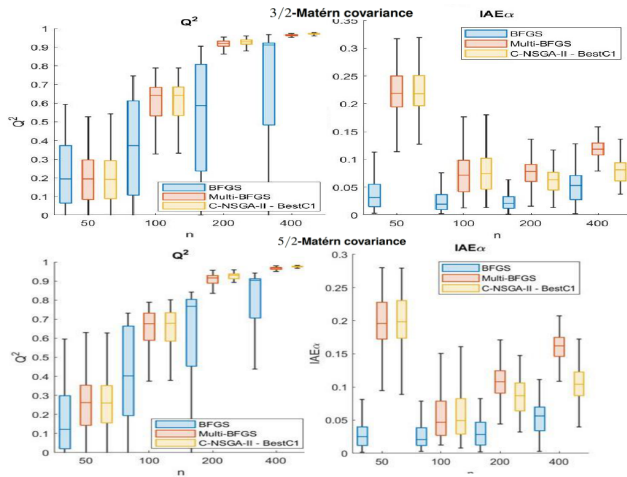 3/2-Matérn covariance
Q²
IAEα
1
0.9
0.8
0.7
0.6
0.5
0.4
0.3
0.2
0.1
0
Q²
50
100
200
400
n
BFGS
Multi-BFGS
C-NSGA-II - BestC1
0.35
0.3
0.25
0.2
0.15
0.1
0.05
0
50
100
200
400
n
BFGS
Multi-BFGS
C-NSGA-II - BestC1
5/2-Matérn covariance
Q²
IAEα
1
0.9
0.8
0.7
0.6
0.5
0.4
0.3
0.2
0.1
0
Q²
50
100
200
400
n
BFGS
Multi-BFGS
C-NSGA-II - BestC1
0.3
0.25
0.2
0.15
0.1
0.05
0
IAEα
50
100
200
400
n
BFGS
Multi-BFGS
C-NSGA-II - BestC1